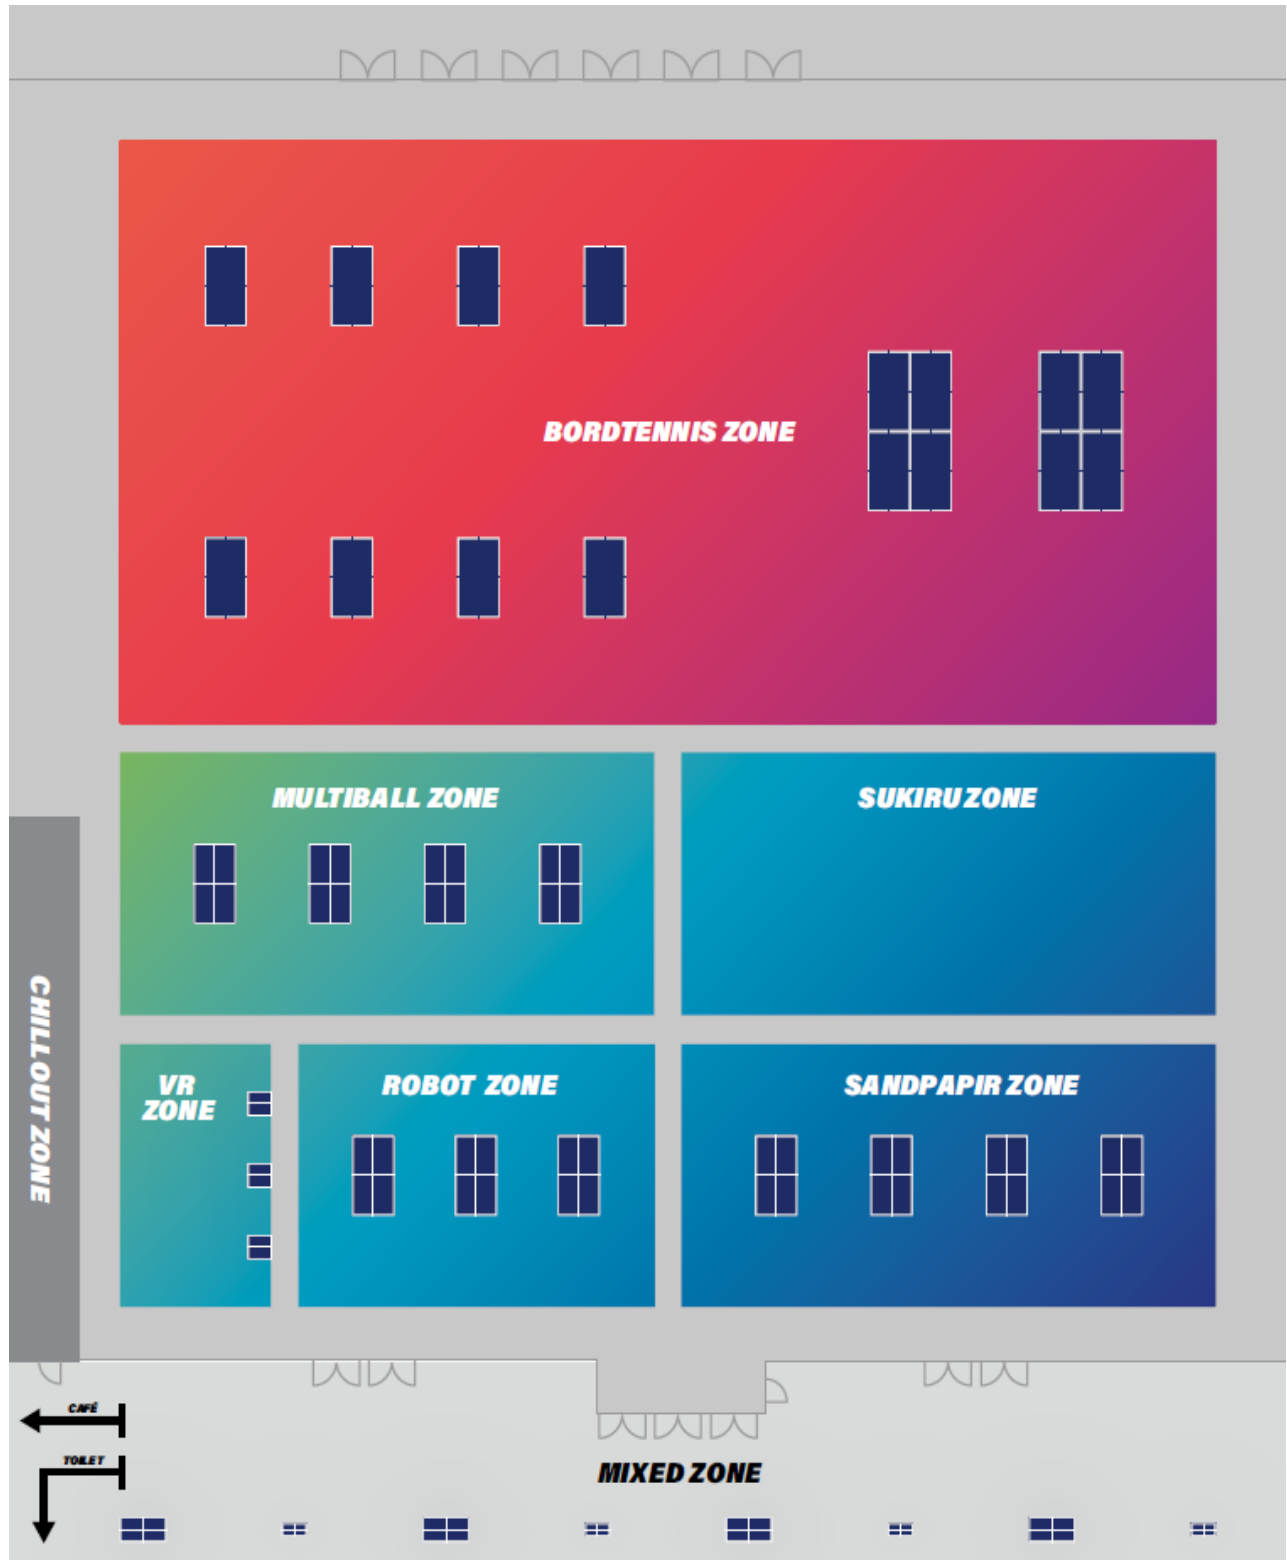 BORDTENNIS ZONE
MULTIBALL ZONE
SUKIRU ZONE
CHILLOUT ZONE
VR
ZONE
ROBOT ZONE
SANDPAPIR ZONE
CAFÉ
TOILET
MIXED ZONE